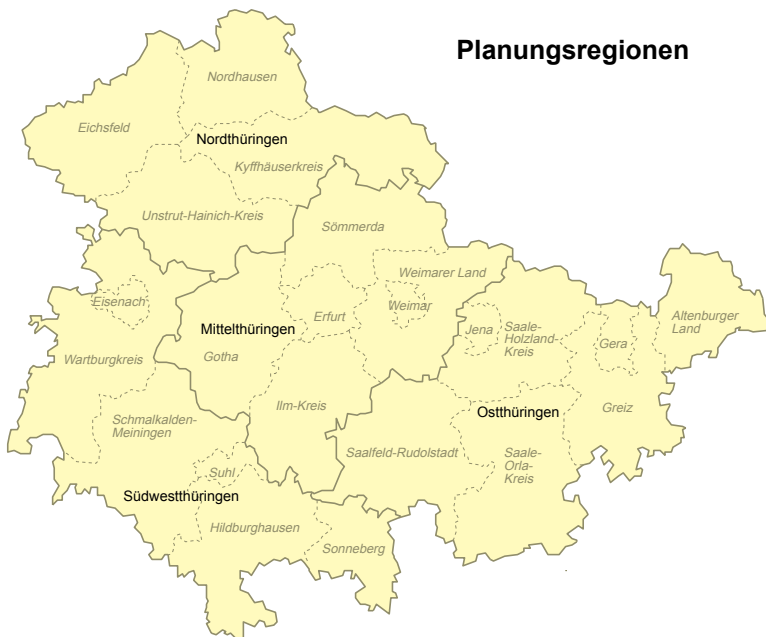 Planungsregionen
Nordhausen
Eichsfeld
Nordthüringen
Kyffhäuserkreis
Unstrut-Hainich-Kreis
Sömmerda
Weimarer Land
Eisenach
Weimar
Erfurt
Mittelthüringen
Gotha
Jena
Saale-
Holzland-
Kreis
Gera
Altenburger
Land
Wartburgkreis
Ilm-Kreis
Ostthüringen
Greiz
Schmalkalden-
Meiningen
Saalfeld-Rudolstadt
Saale-
Orla-
Kreis
Suhl
Südwestthüringen
Hildburghausen
Sonneberg